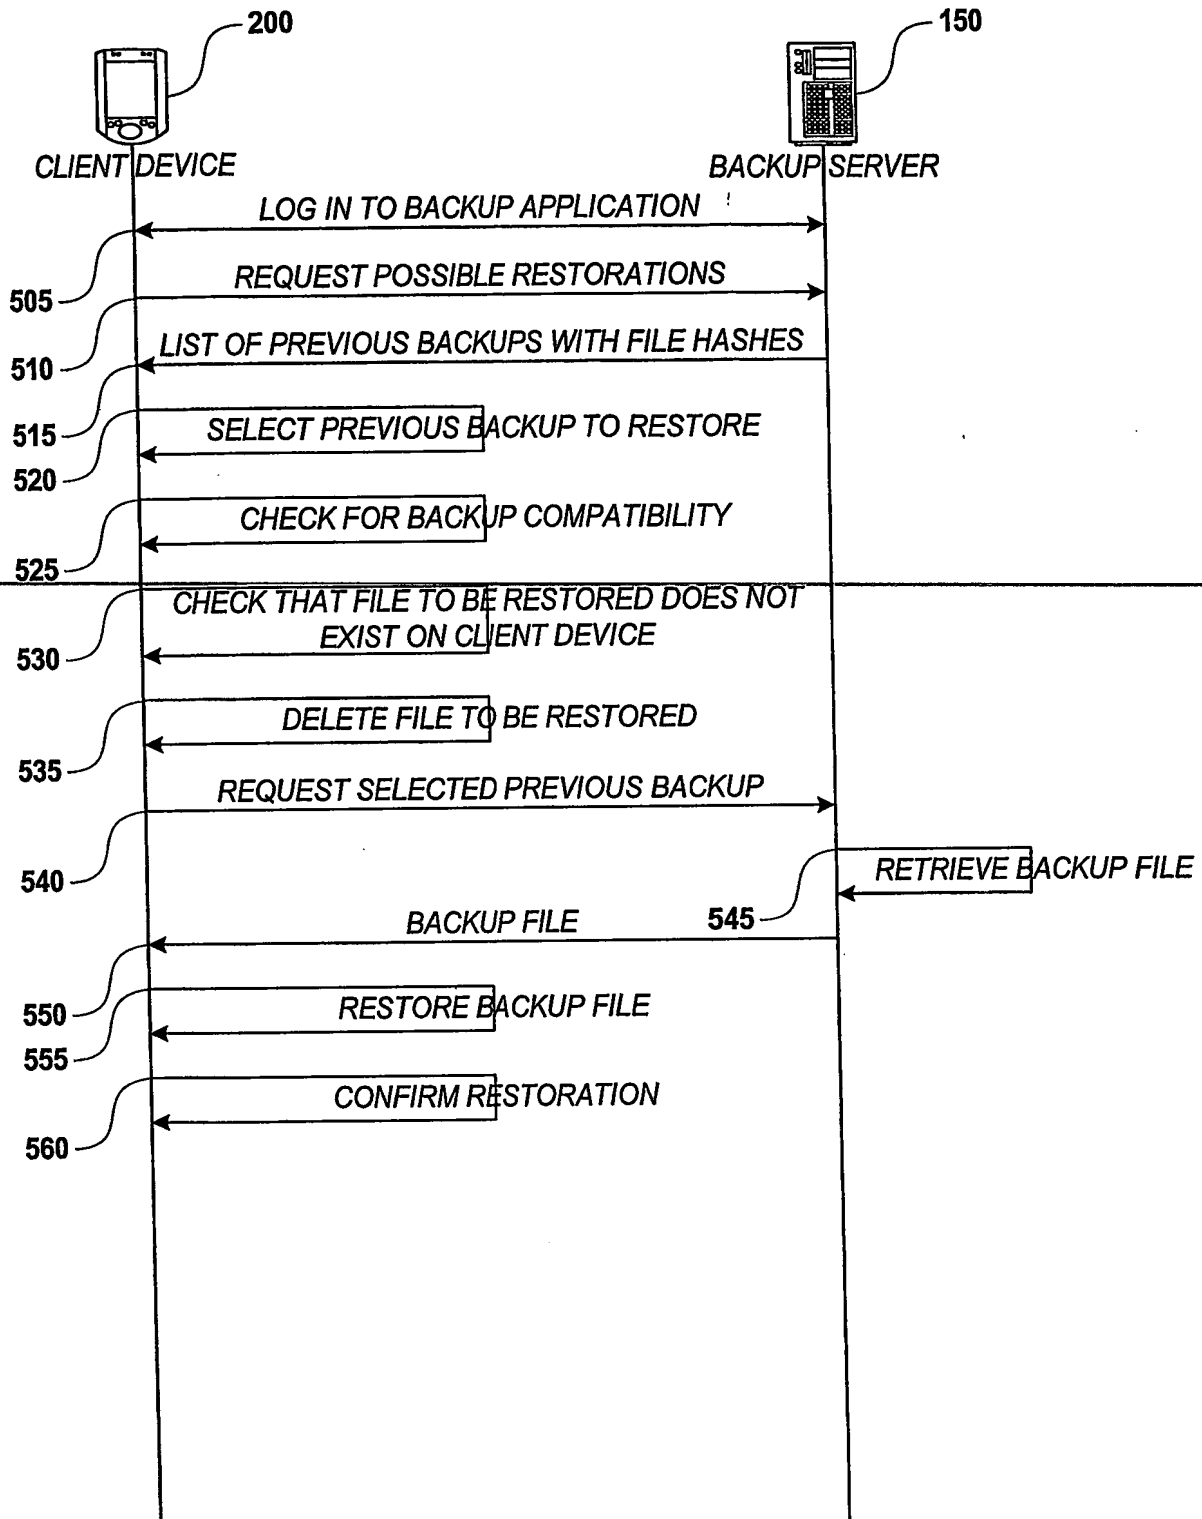 200
150
CLIENT DEVICE
BACKUP SERVER
LOG IN TO BACKUP APPLICATION
505
REQUEST POSSIBLE RESTORATIONS
510
LIST OF PREVIOUS BACKUPS WITH FILE HASHES
515
SELECT PREVIOUS BACKUP TO RESTORE
520
CHECK FOR BACKUP COMPATIBILITY
525
CHECK THAT FILE TO BE RESTORED DOES NOT
EXIST ON CLIENT DEVICE
530
DELETE FILE TO BE RESTORED
535
REQUEST SELECTED PREVIOUS BACKUP
540
RETRIEVE BACKUP FILE
545
BACKUP FILE
550
RESTORE BACKUP FILE
555
CONFIRM RESTORATION
560